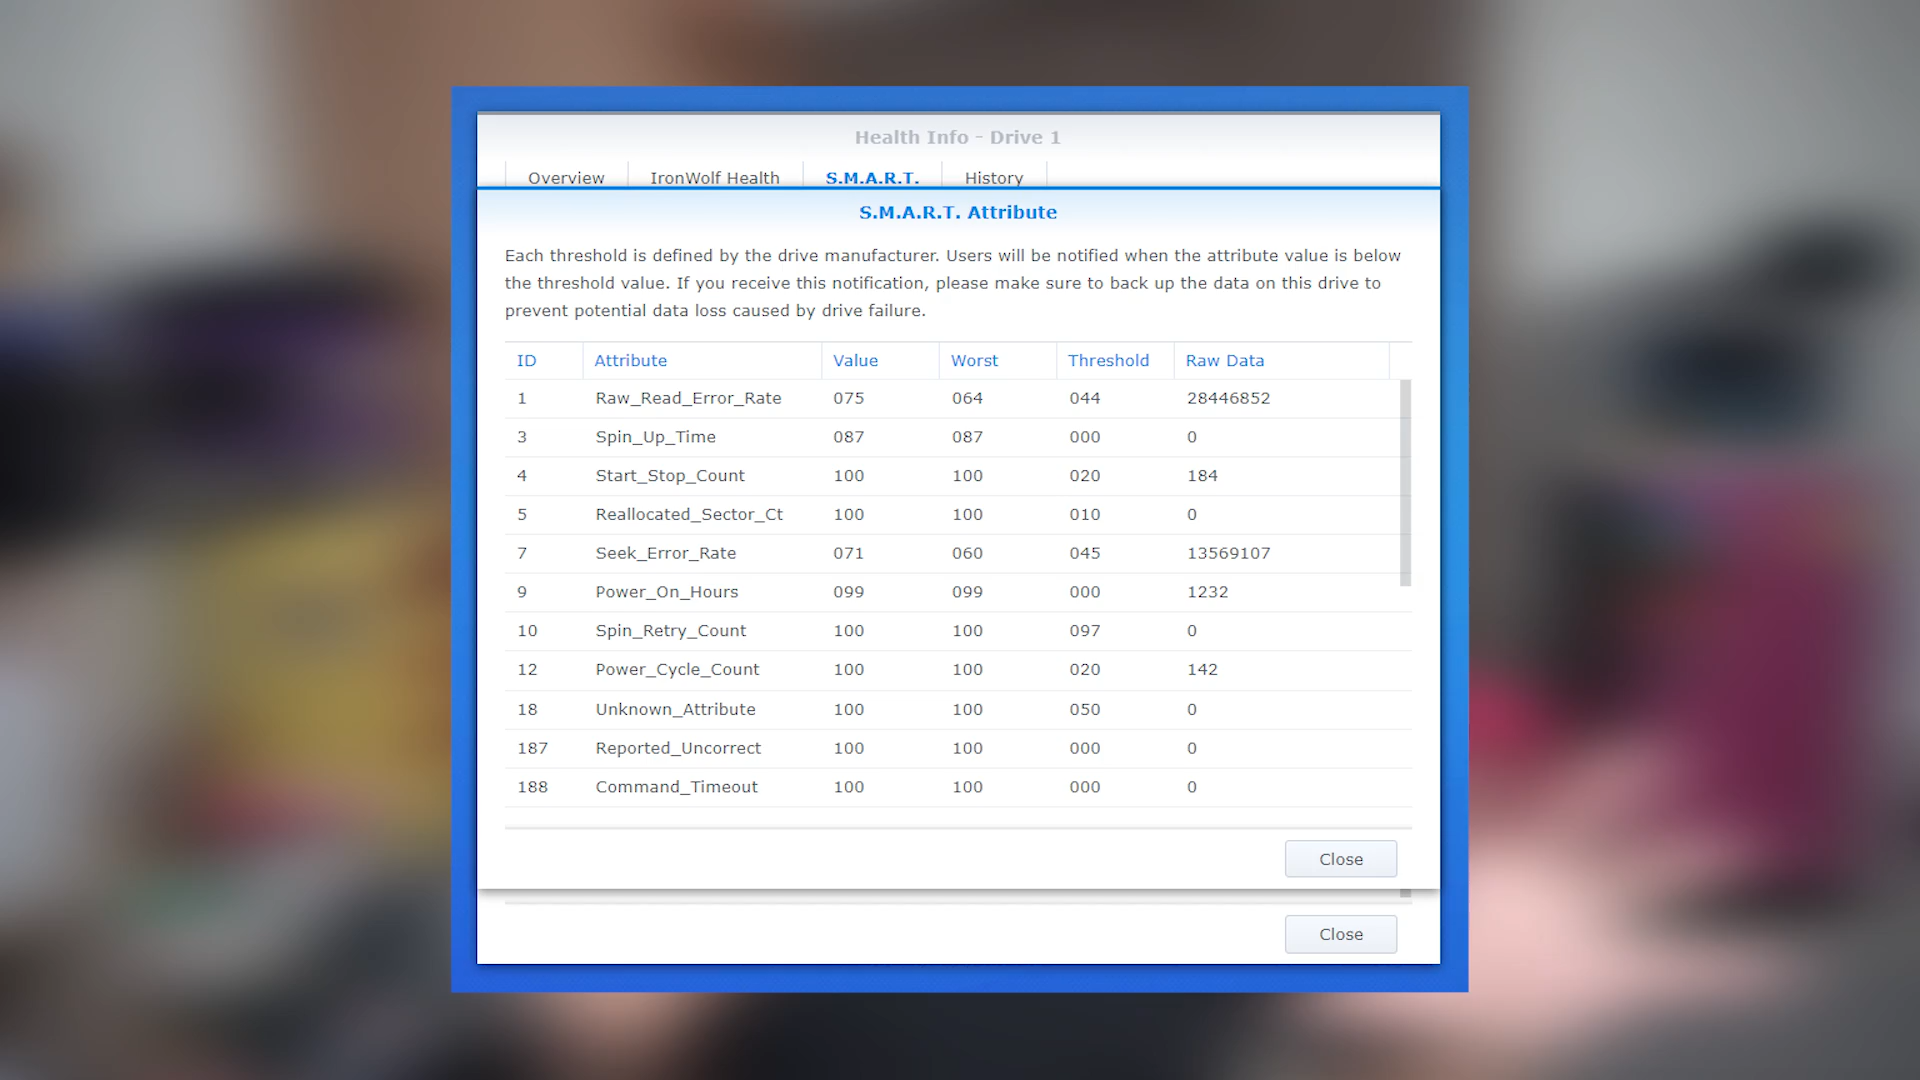 Health Info - Drive 1
Overview IronWolf Health S.M.A.R.T. History
S.M.A.R.T. Attribute
Each threshold is defined by the drive manufacturer. Users will be notified when the attribute value is below
the threshold value. If you receive this notification, please make sure to back up the data on this drive to
prevent potential data loss caused by drive failure.
ID Attribute Value Worst Threshold Raw Data
1 Raw_Read_Error_Rate 075 064 044 28446852
3 Spin_Up_Time 087 087 000 0
4 Start_Stop_Count 100 100 020 184
5 Reallocated_Sector_Ct 100 100 010 0
7 Seek_Error_Rate 071 060 045 13569107
9 Power_On_Hours 099 099 000 1232
10 Spin_Retry_Count 100 100 097 0
12 Power_Cycle_Count 100 100 020 142
18 Unknown_Attribute 100 100 050 0
187 Reported_Uncorrect 100 100 000 0
188 Command_Timeout 100 100 000 0
Close
Close